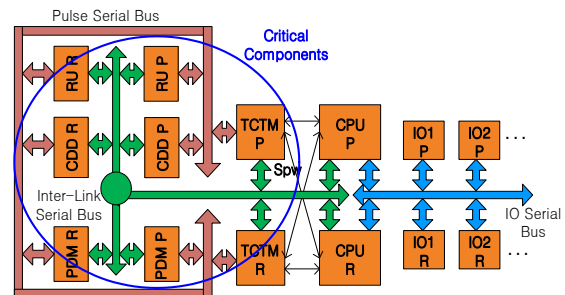 Pulse Serial Bus
Critical
Components
RU R
RU P
CDD R
CDD P
TCTM
P
CPU
P
IO1
P
IO2
P
...
Spw
Inter-Link
Serial Bus
IO Serial
Bus
PDM R
PDM P
TCTM
R
CPU
R
IO1
R
IO2
R
...